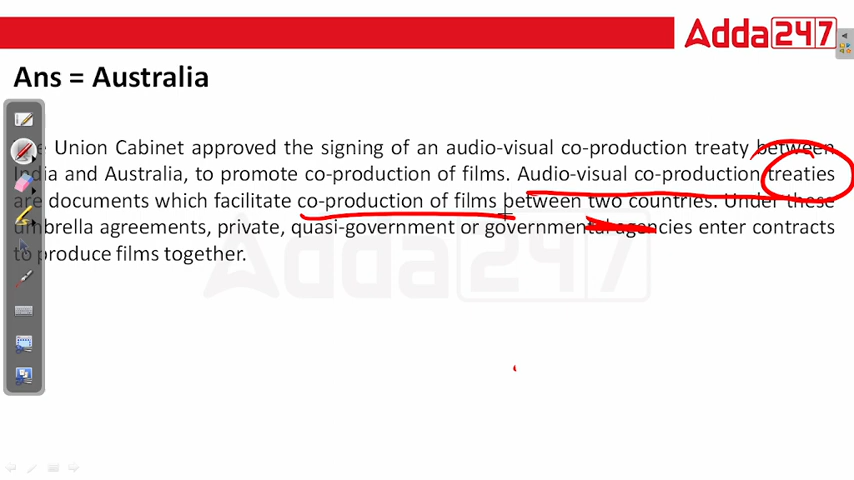 Adda247
Ans = Australia
Union Cabinet approved the signing of an audio-visual co-production treaty between
India and Australia, to promote co-production of films. Audio-visual co-production treaties
are documents which facilitate co-production of films between two countries. Under these
umbrella agreements, private, quasi-government or governmental agencies enter contracts
to produce films together.
Adda247